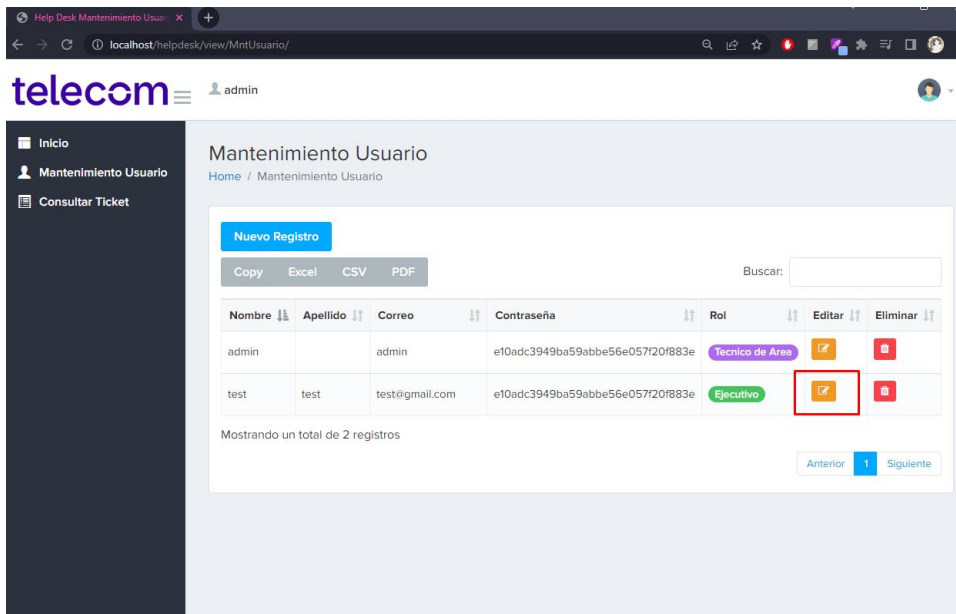 Help Desk Mantenimiento Usuar
localhost/helpdesk/view/MntUsuario/
telecom
admin
Inicio
Mantenimiento Usuario
Consultar Ticket
Mantenimiento Usuario
Home / Mantenimiento Usuario
Nuevo Registro
Copy Excel CSV PDF
Buscar:
Nombre Apellido Correo Contraseña Rol Editar Eliminar
admin admin e10adc3949ba59abbe56e057f20f883e Tecnico de Area
test test test@gmail.com e10adc3949ba59abbe56e057f20f883e Ejecutivo
Mostrando un total de 2 registros
Anterior 1 Siguiente